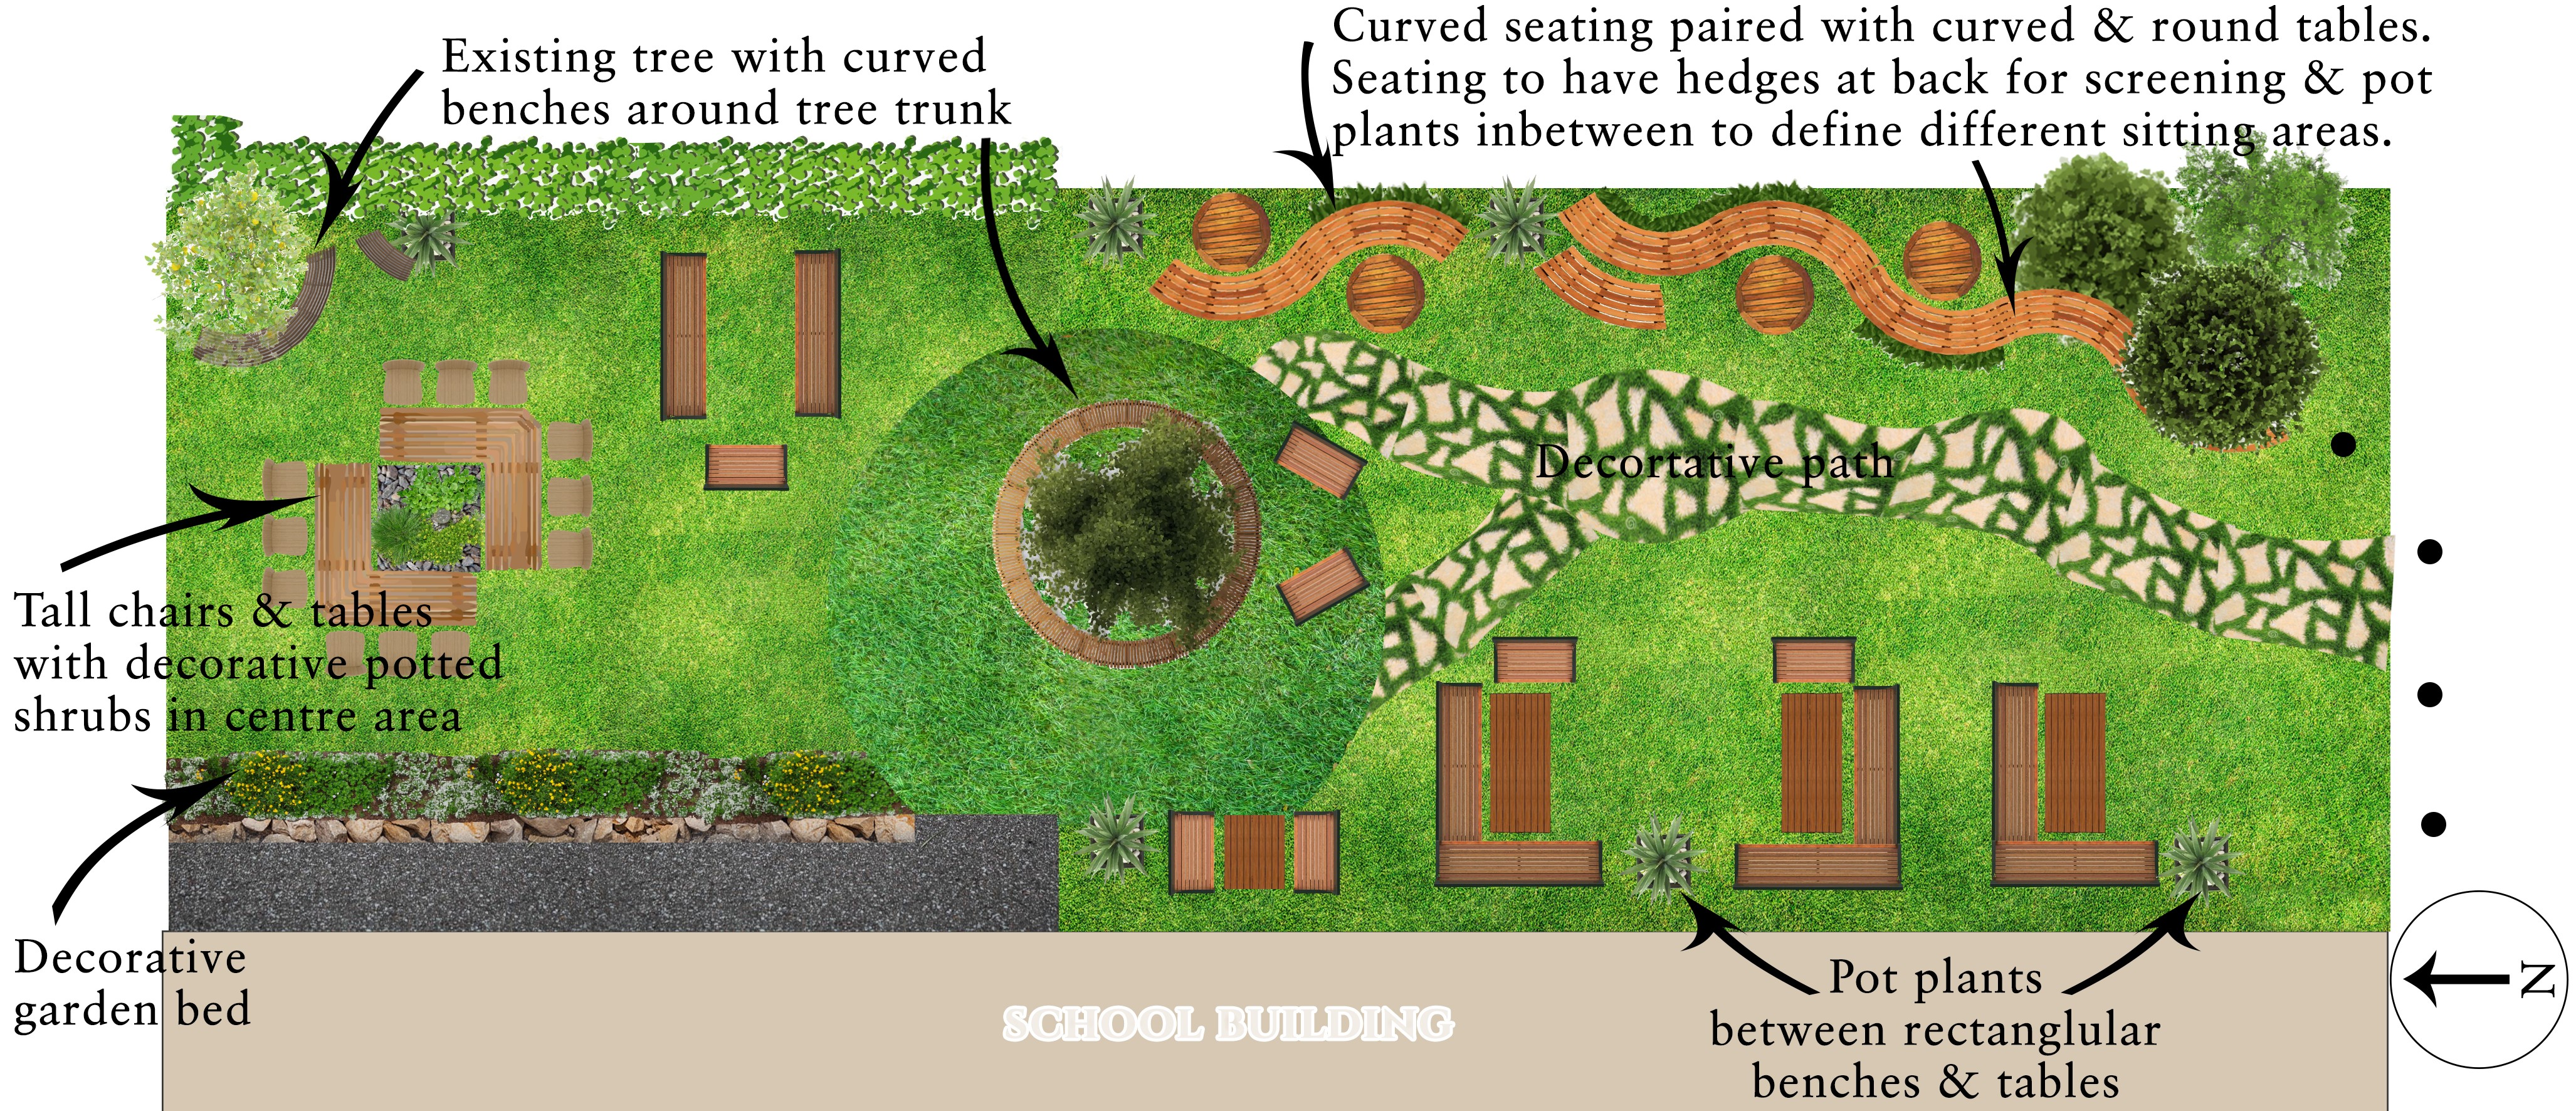 Existing tree with curved
benches around tree trunk
Curved seating paired with curved & round tables.
Seating to have hedges at back for screening & pot
plants inbetween to define different sitting areas.
Decortative path
Tall chairs & tables
with decorative potted
shrubs in centre area
Decorative
garden bed
SCHOOL BUILDING
Pot plants
between rectanglular
benches & tables
N